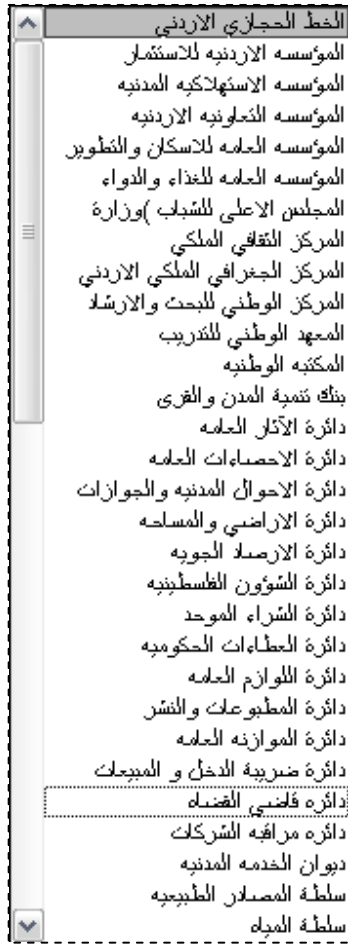 الخط الحجازي الاردني
المؤسسه الاردنيه للاستثمار
المؤسسه الاستهلاكيه المدنيه
المؤسسه التعاونيه الاردنيه
المؤسسه العامه للاسكان والتطوير
المؤسسه العامه للغذاء والدواء
المجلس الاعلى للشباب )وزارة
المركز الثقافي الملكي
المركز الجغرافي الملكي الاردني
المركز الوطني للبحث والارشاد
المعهد الوطني للتدريب
المكتبه الوطنيه
بنك تنمية المدن والقرى
دائرة الآثار العامه
دائرة الاحصاءات العامه
دائرة الاحوال المدنيه والجوازات
دائرة الاراضي والمساحه
دائرة الارصاد الجويه
دائرة الشؤون الفلسطينيه
دائرة الشراء الموحد
دائرة العطاءات الحكوميه
دائرة اللوازم العامه
دائرة المطبوعات والنشر
دائرة الموازنه العامه
دائرة ضريبة الدخل و المبيعات
دائره قاضي القضاه
دائره مراقبه الشركات
ديوان الخدمه المدنيه
سلطة المصادر الطبيعيه
سلطة المياه